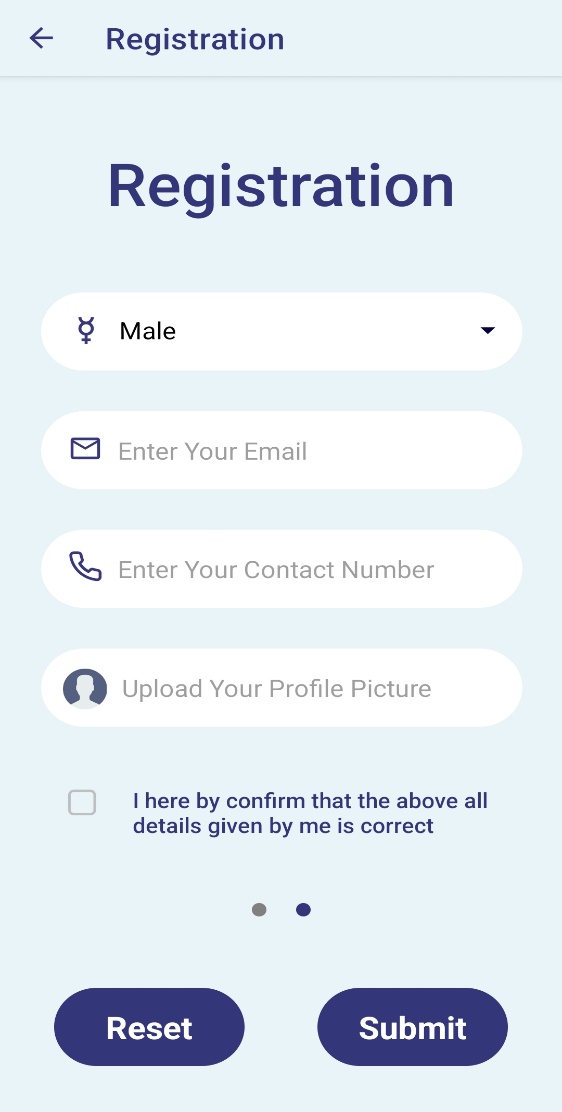 Registration
Registration
Male
Enter Your Email
Enter Your Contact Number
Upload Your Profile Picture
I here by confirm that the above all
details given by me is correct
Reset
Submit